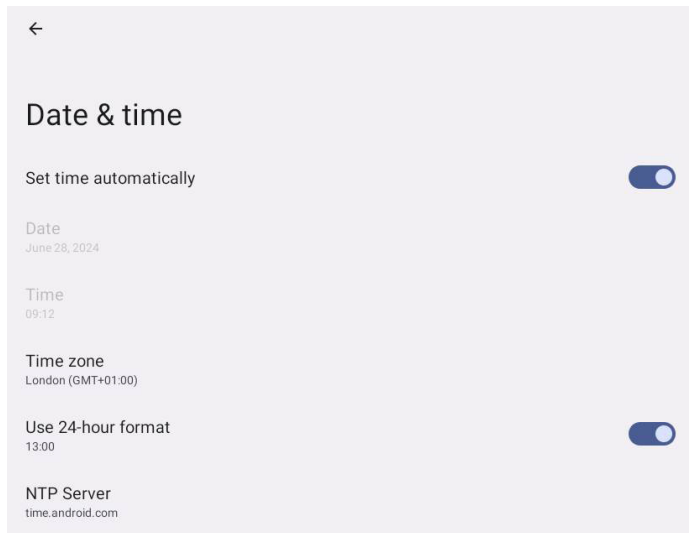 Date & time
Set time automatically
Date
June 28, 2024
Time
09:12
Time zone
London (GMT+01:00)
Use 24-hour format
13:00
NTP Server
time.android.com